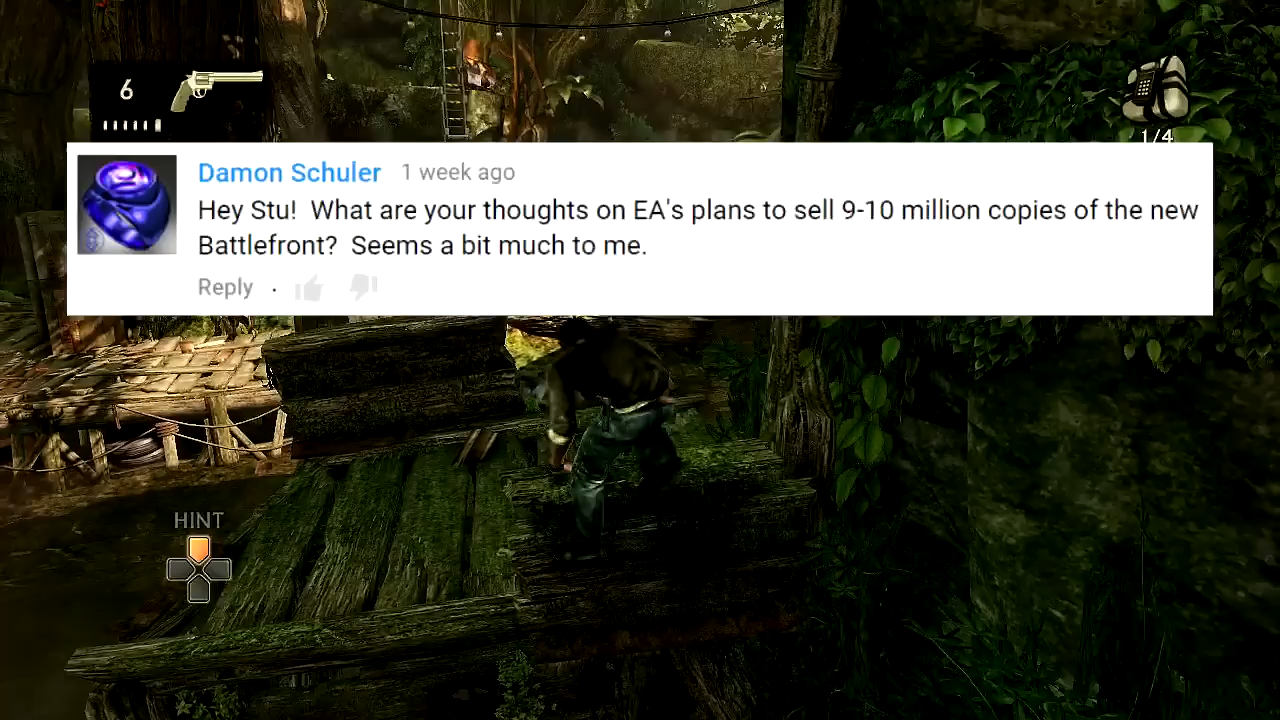 6
1/4
Damon Schuler 1 week ago
Hey Stu! What are your thoughts on EA's plans to sell 9-10 million copies of the new
Battlefront? Seems a bit much to me.
Reply ·
HINT